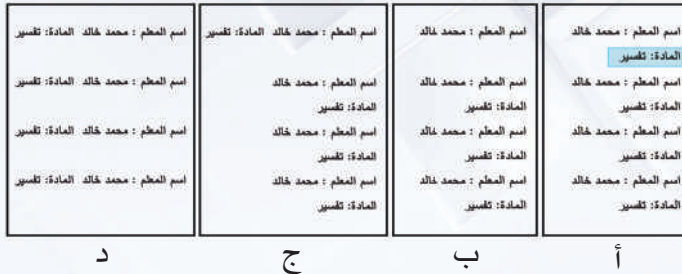 اسم المعلم : محمد خالد
المادة: تفسير
اسم المعلم : محمد خالد
المادة: تفسير
اسم المعلم : محمد خالد
المادة: تفسير
اسم المعلم : محمد خالد
المادة: تفسير
أ
اسم المعلم : محمد خالد
اسم المعلم : محمد خالد
المادة: تفسير
اسم المعلم : محمد خالد
المادة: تفسير
اسم المعلم : محمد خالد
المادة: تفسير
ب
اسم المعلم : محمد خالد المادة: تفسير
اسم المعلم : محمد خالد
المادة: تفسير
اسم المعلم : محمد خالد
المادة: تفسير
اسم المعلم : محمد خالد
المادة: تفسير
ج
اسم المعلم : محمد خالد المادة: تفسير
اسم المعلم : محمد خالد المادة: تفسير
اسم المعلم : محمد خالد المادة: تفسير
اسم المعلم : محمد خالد المادة: تفسير
د